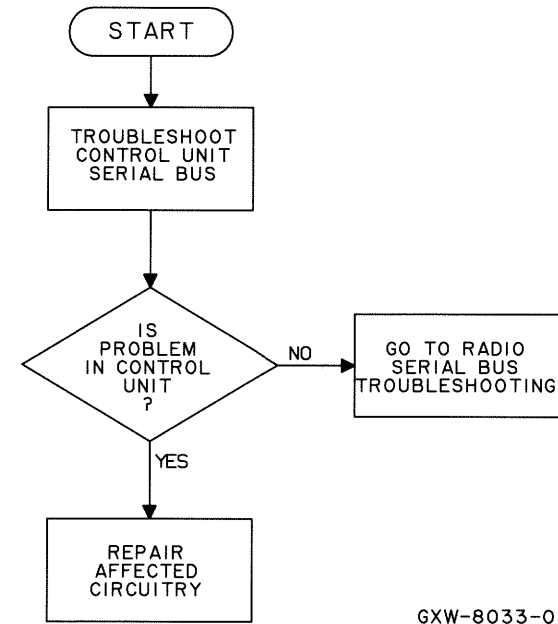 START
TROUBLESHOOT
CONTROL UNIT
SERIAL BUS
IS
PROBLEM
IN CONTROL
UNIT
?
NO
GO TO RADIO
SERIAL BUS
TROUBLESHOOTING
YES
REPAIR
AFFECTED
CIRCUITRY
GXW-8033-O